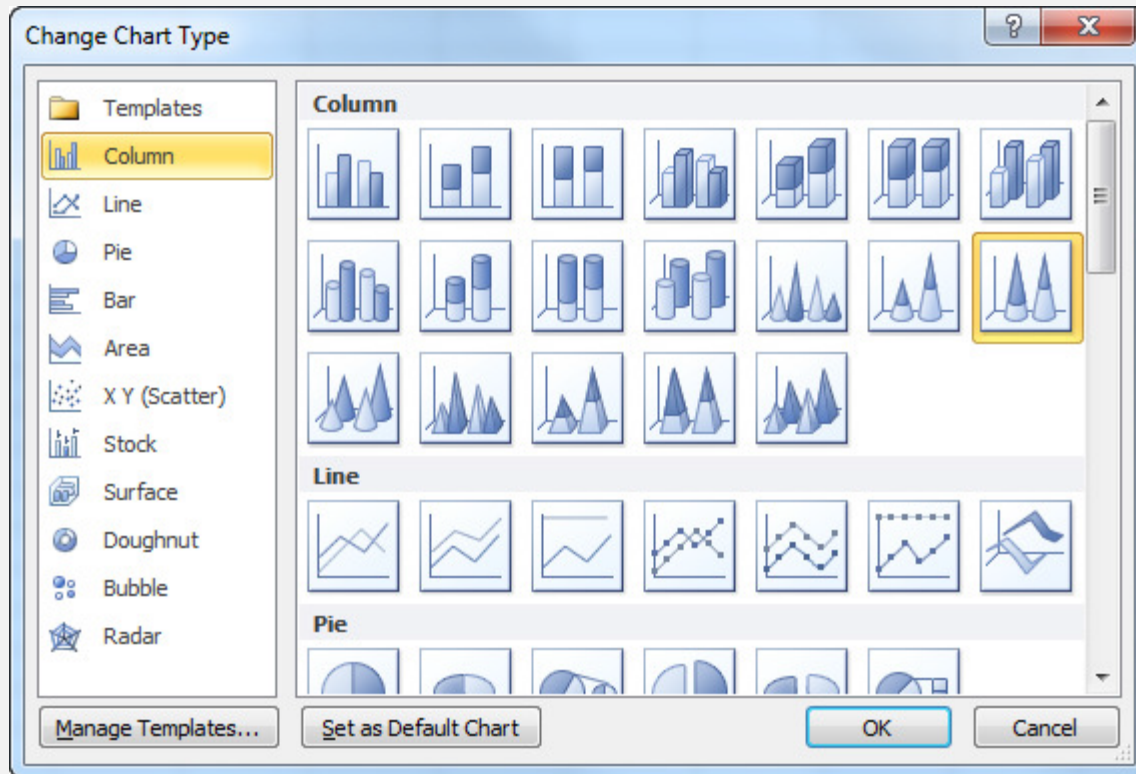 Change Chart Type
Templates
Column
Line
Pie
Bar
Area
X Y (Scatter)
Stock
Surface
Doughnut
Bubble
Radar
Column
Line
Pie
Manage Templates...
Set as Default Chart
OK
Cancel